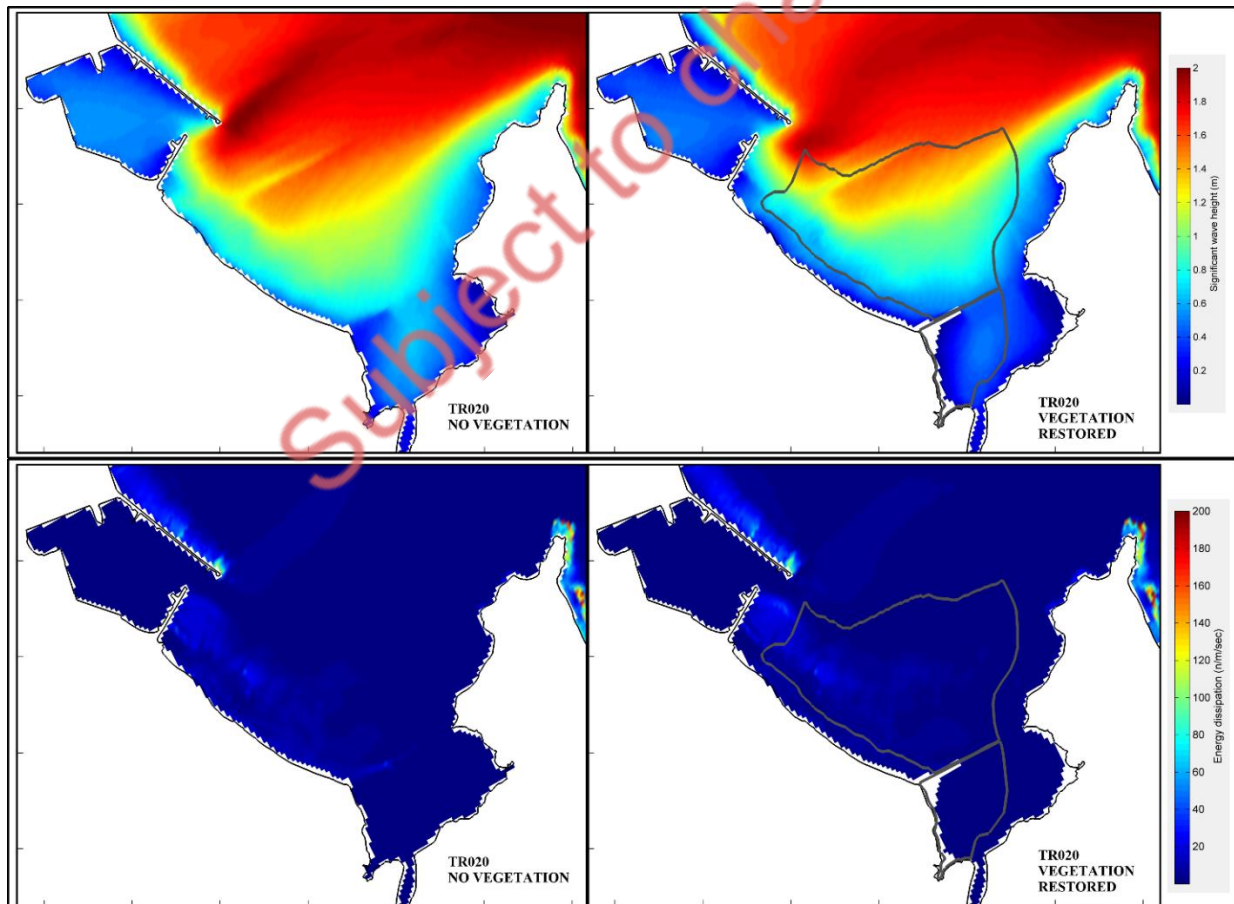 TR020
NO VEGETATION
TR020
VEGETATION
RESTORED
2
1.8
1.6
1.4
1.2
1
0.8
0.6
0.4
0.2
Significant wave height (m)
Subject to cha
TR020
NO VEGETATION
TR020
VEGETATION
RESTORED
200
180
160
140
120
100
80
60
40
20
Energy dissipation (n/m/sec)